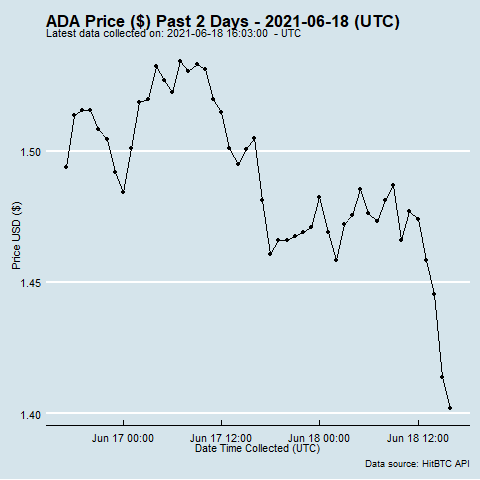 ADA Price ($) Past 2 Days - 2021-06-18 (UTC)
Latest data collected on: 2021-06-18 16:03:00  - UTC
Price USD ($)
1.50
1.45
1.40
Jun 17 00:00
Jun 17 12:00
Jun 18 00:00
Jun 18 12:00
Date Time Collected (UTC)
Data source: HitBTC API